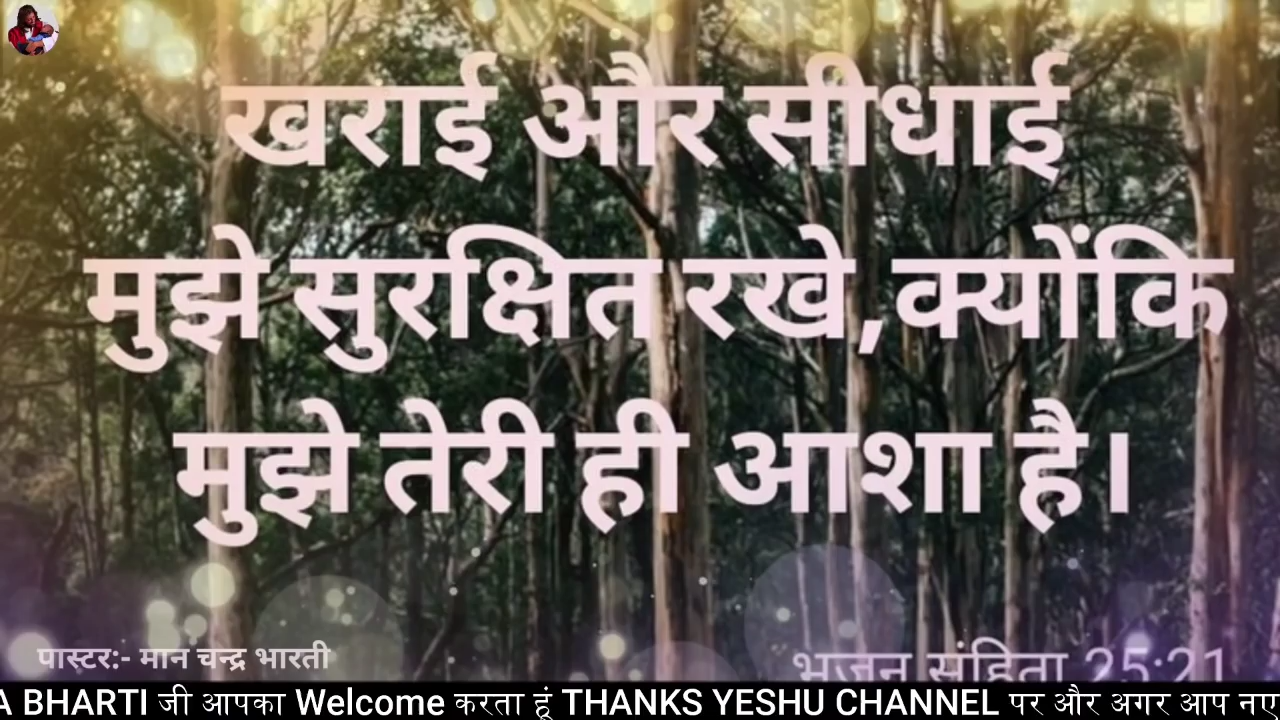 खराई और सीधाई
मुझे सुरक्षित रखे,क्योंकि
मुझे तेरी ही आशा है।
पास्टर:- मान चन्द्र भारती
भजन संहिता 25:21
A BHARTI जी आपका Welcome करता हूं THANKS YESHU CHANNEL पर और अगर आप नए